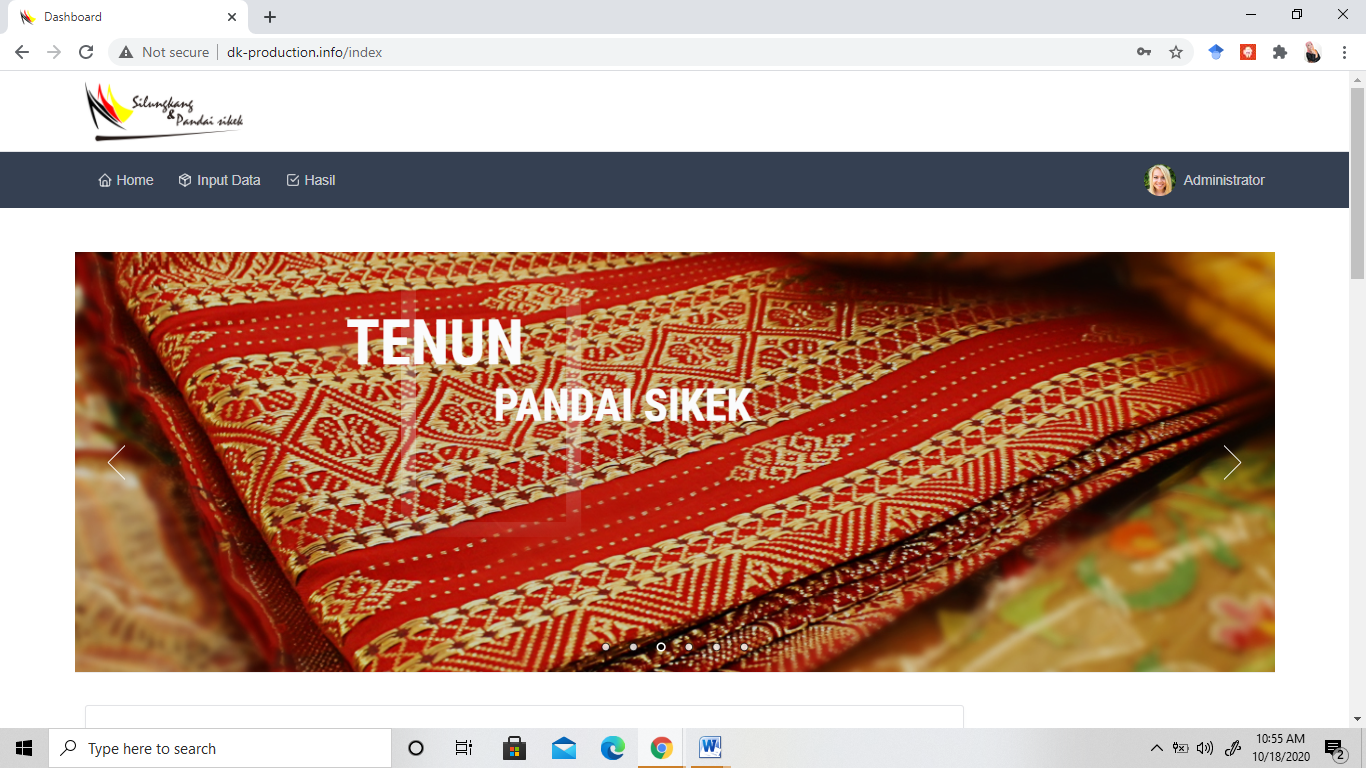 Dashboard
Not secure
dk-production.info/index
Silungkang
&
Pandai sikek
Home
Input Data
Hasil
Administrator
TENUN
PANDAI SIKEK
Type here to search
10:55 AM
10/18/2020
2